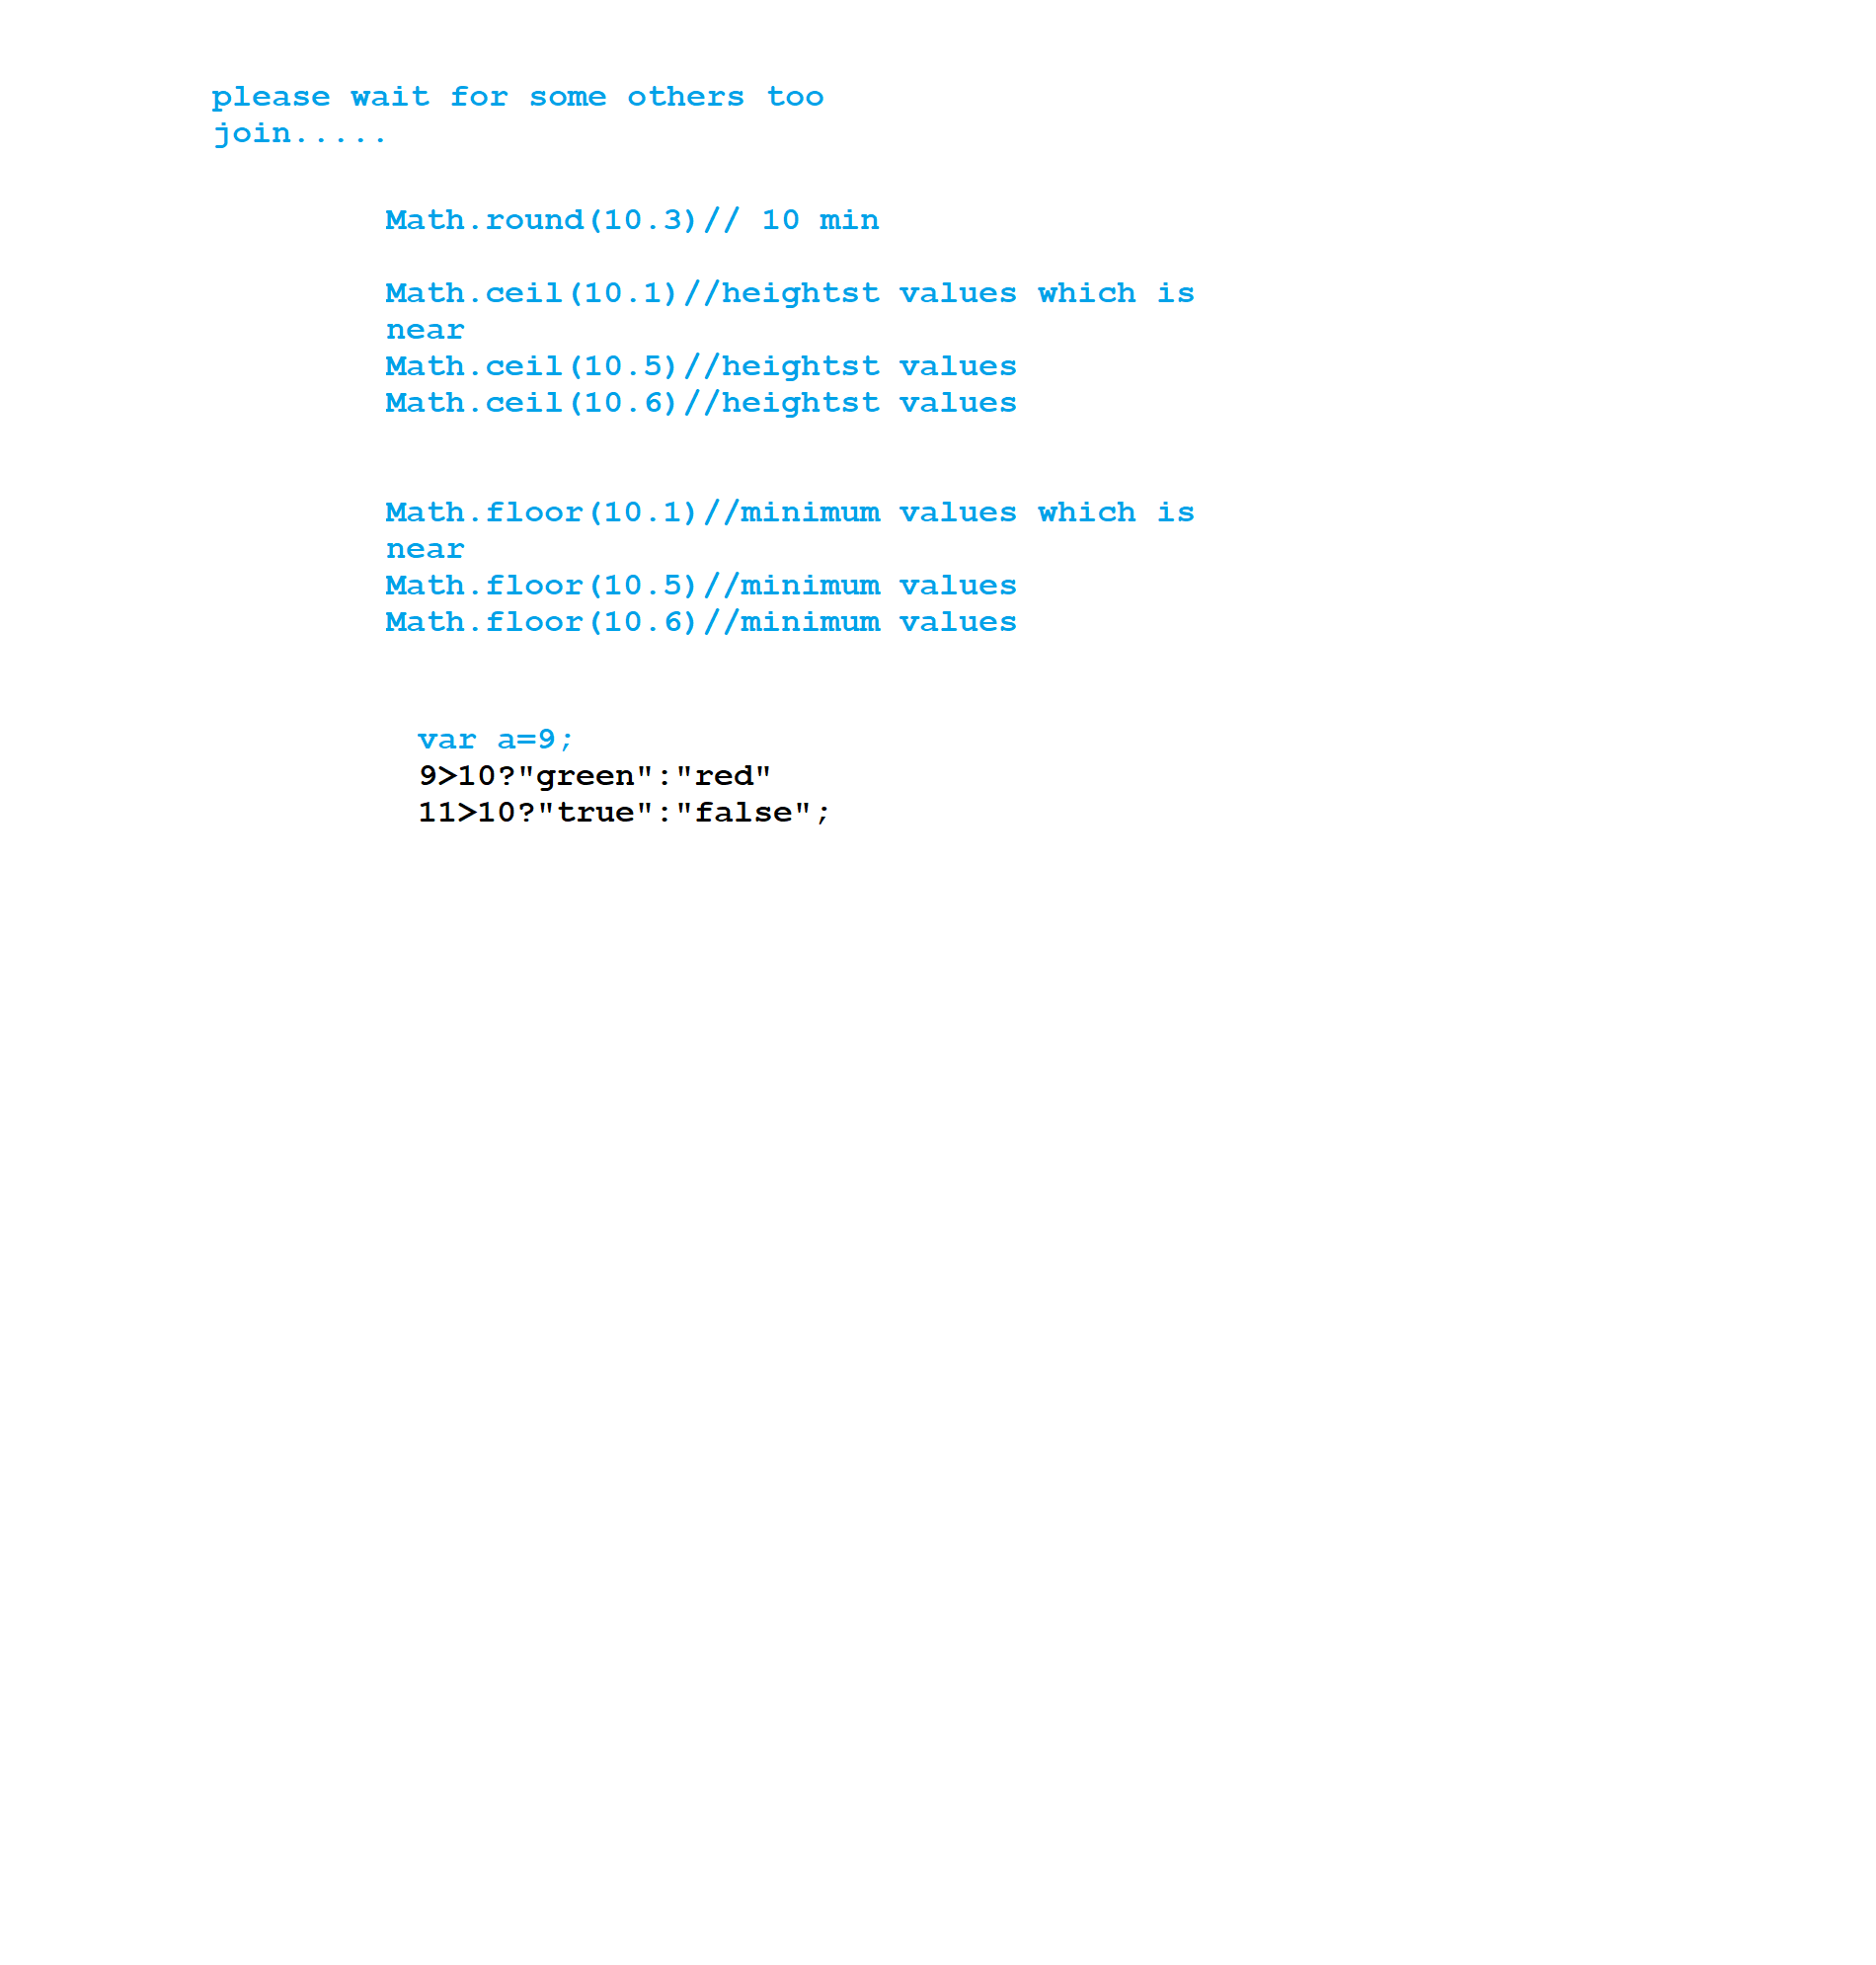 please wait for some others too
join.....
Math.round(10.3)// 10 min
Math.ceil(10.1)//heightst values which is
near
Math.ceil(10.5)//heightst values
Math.ceil(10.6)//heightst values
Math.floor(10.1)//minimum values which is
near
Math.floor(10.5)//minimum values
Math.floor(10.6)//minimum values
var a=9;
9>10?"green":"red"
11>10?"true":"false";